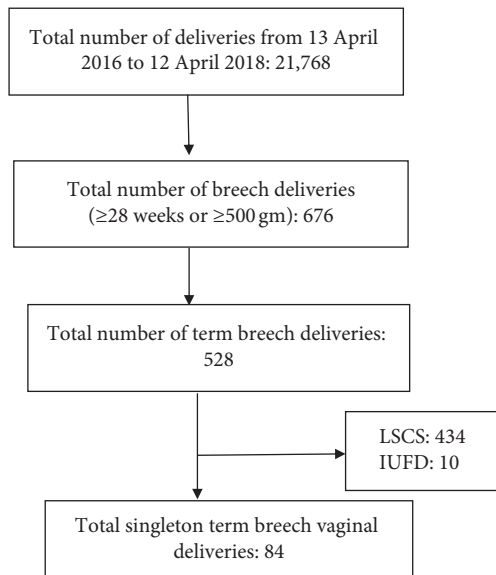 Total number of deliveries from 13 April
2016 to 12 April 2018: 21,768
Total number of breech deliveries
(≥28 weeks or ≥500 gm): 676
Total number of term breech deliveries:
528
LSCS: 434
IUFD: 10
Total singleton term breech vaginal
deliveries: 84